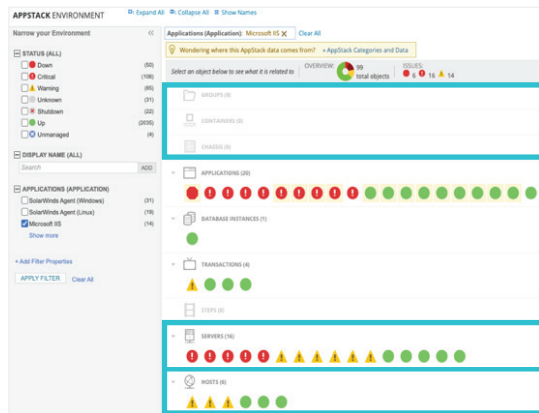 APPSTACK ENVIRONMENT
Expand All Collapse All Show Names
Narrow your Environment <<
STATUS (ALL)
Down (50)
Critical (106)
Warning (85)
Unknown (31)
Shutdown (22)
Up (2035)
Unmanaged (4)
DISPLAY NAME (ALL)
Search ADD
APPLICATIONS (APPLICATION)
SolarWinds Agent (Windows) (31)
SolarWinds Agent (Linux) (19)
Microsoft IIS (14)
Show more
+ Add Filter Properties
APPLY FILTER Clear All
Applications (Application): Microsoft IIS X Clear All
Wondering where this AppStack data comes from? » AppStack Categories and Data
Select an object below to see what it is related to
OVERVIEW: 99 total objects
ISSUES: 6 16 14
GROUPS (0)
CONTAINERS (0)
CHASSIS (0)
APPLICATIONS (20)
DATABASE INSTANCES (1)
TRANSACTIONS (4)
STEPS (0)
SERVERS (16)
HOSTS (6)